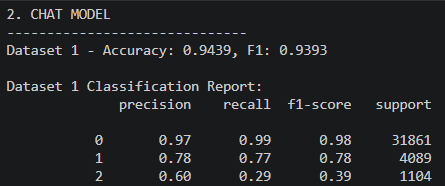 2. CHAT MODEL
------------------------------
Dataset 1 - Accuracy: 0.9439, F1: 0.9393
Dataset 1 Classification Report:
precision recall f1-score support
0 0.97 0.99 0.98 31861
1 0.78 0.77 0.78 4089
2 0.60 0.29 0.39 1104